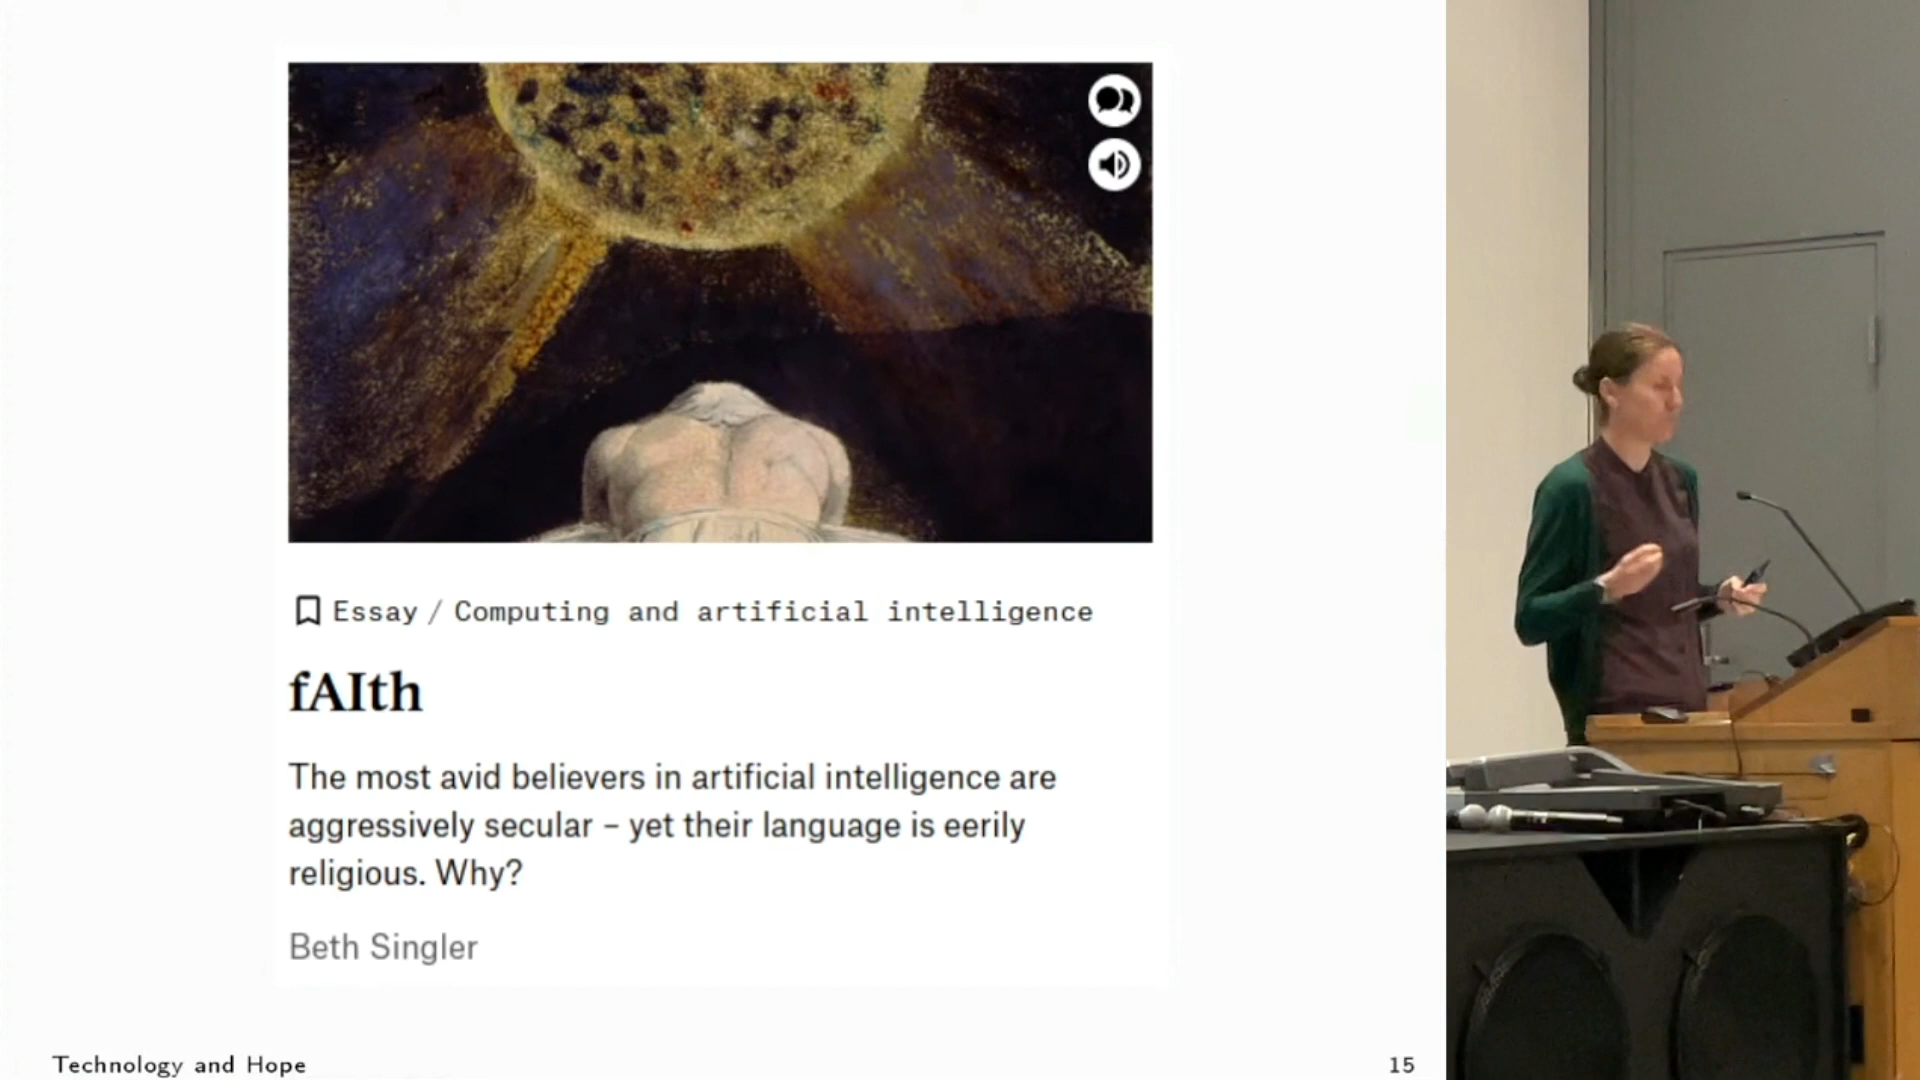 Essay / Computing and artificial intelligence
fAIth
The most avid believers in artificial intelligence are
aggressively secular – yet their language is eerily
religious. Why?
Beth Singler
Technology and Hope
15